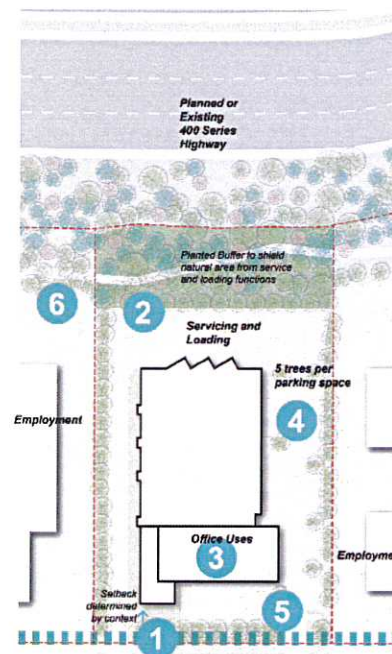 Planned or
Existing
400 Series
Highway
Planted Buffer to shield
natural area from service
and loading functions
6
2
Servicing and
Loading
5 trees per
parking space
4
Employment
Office Uses
3
Employme
Setback
determined
by context
5
1